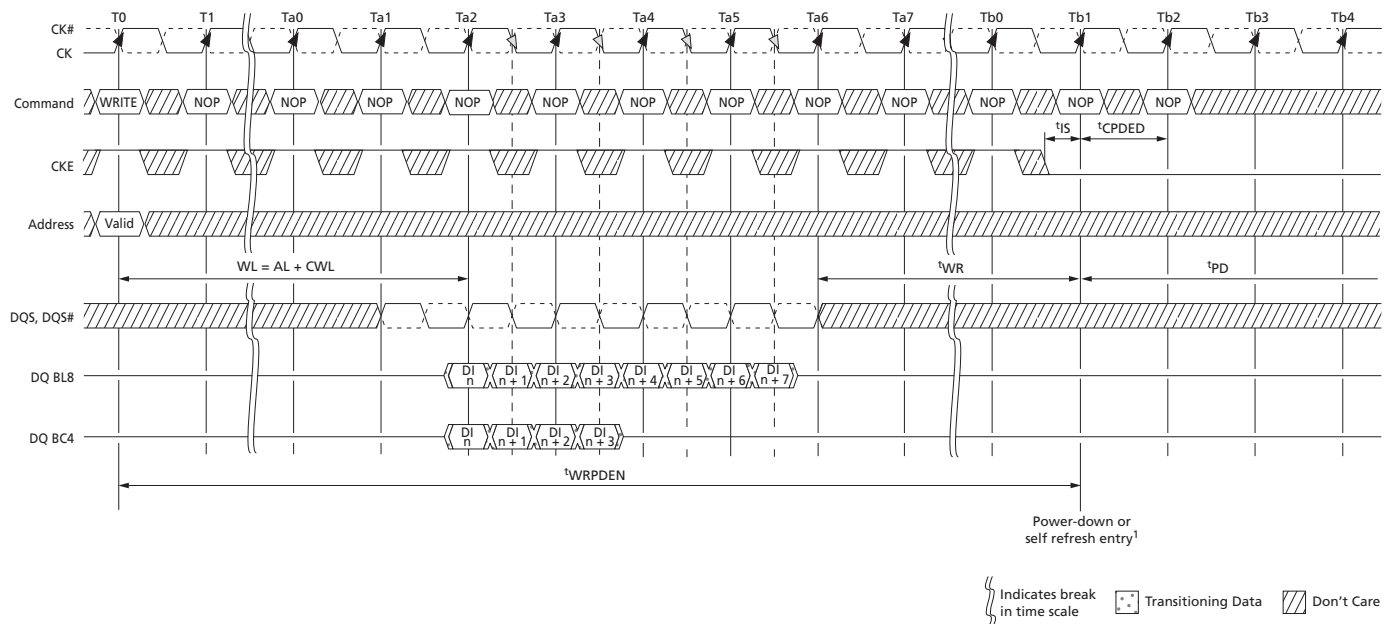 T0 T1 Ta0 Ta1 Ta2 Ta3 Ta4 Ta5 Ta6 Ta7 Tb0 Tb1 Tb2 Tb3 Tb4
CK#
CK
Command WRITE NOP NOP NOP NOP NOP NOP NOP NOP NOP NOP NOP NOP
tIS tCPDED
CKE
Address Valid
WL = AL + CWL tWR tPD
DQS, DQS#
DQ BL8 DI n DI n + 1 DI n + 2 DI n + 3 DI n + 4 DI n + 5 DI n + 6 DI n + 7
DQ BC4 DI n DI n + 1 DI n + 2 DI n + 3
tWRPDEN
Power-down or
self refresh entry1
Indicates break
in time scale
Transitioning Data
Don't Care